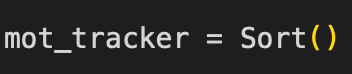 mot_tracker = Sort()